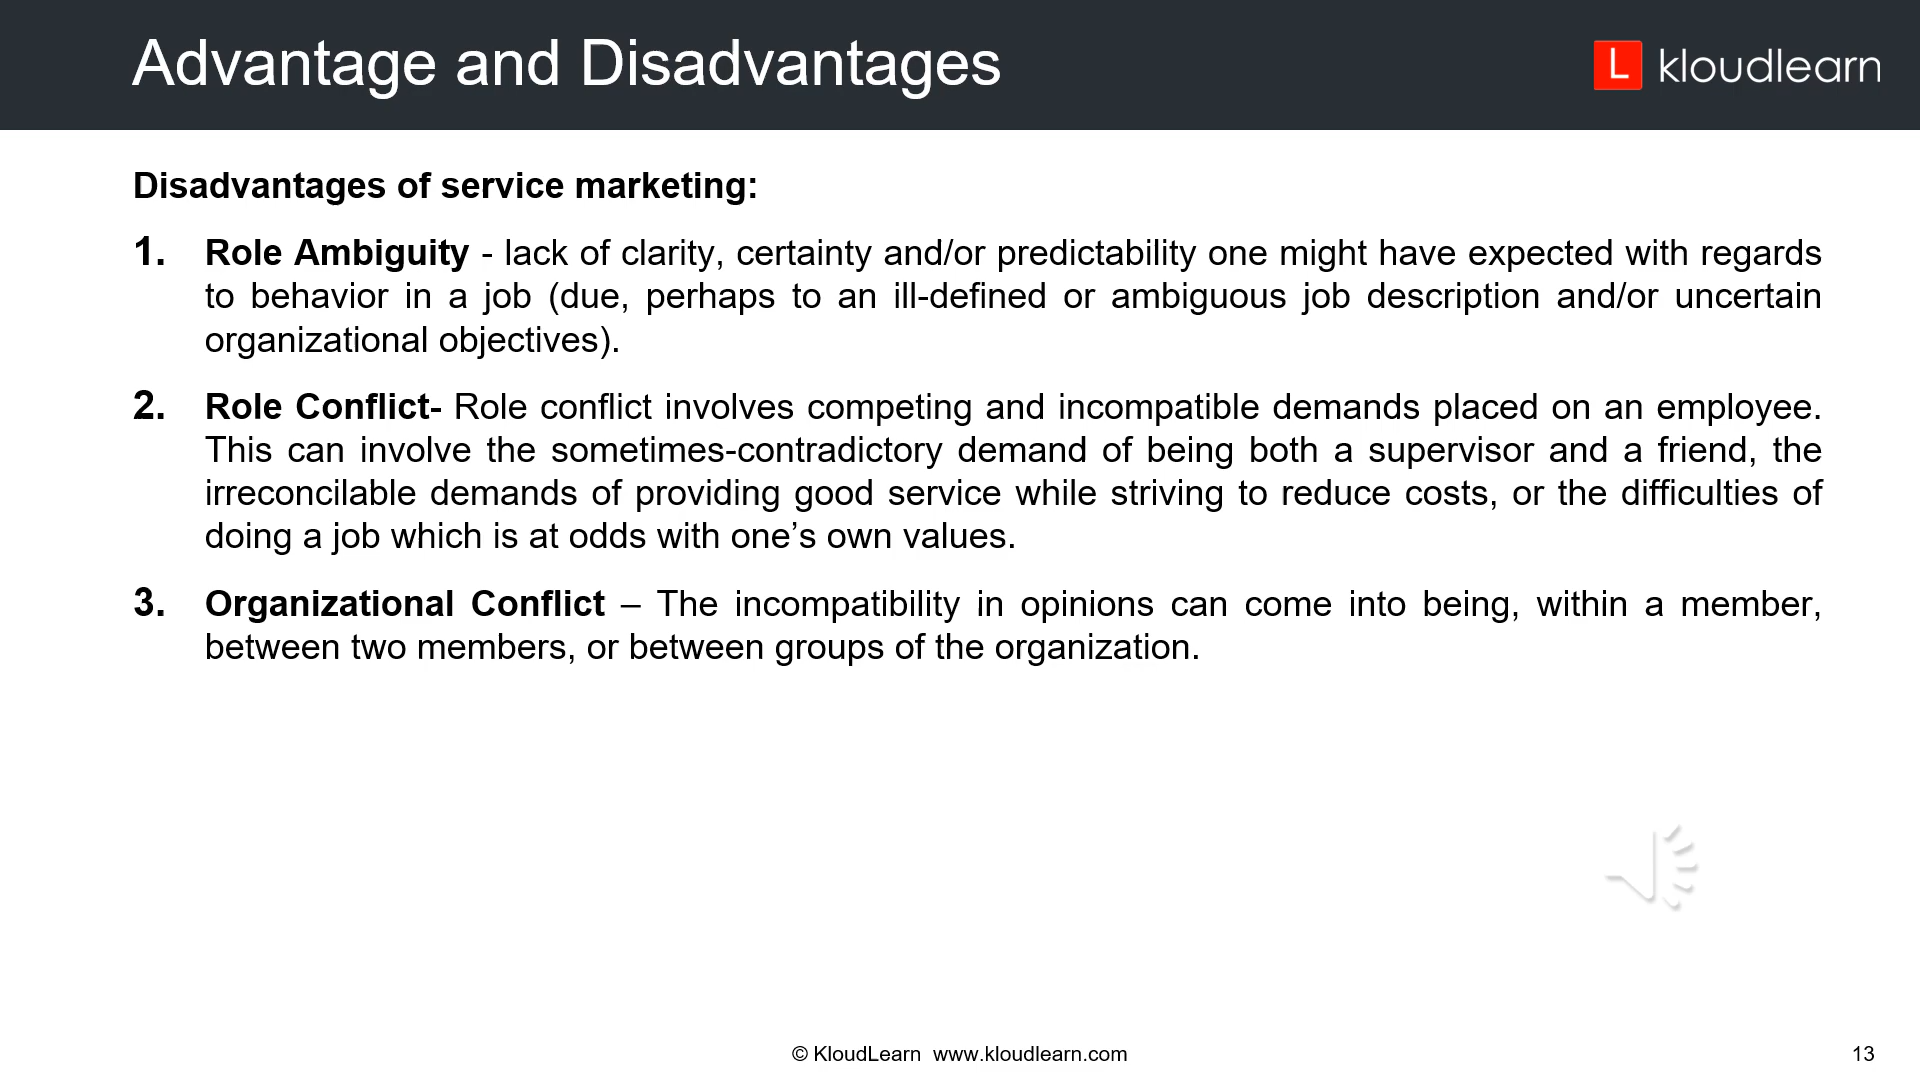 Advantage and Disadvantages
L kloudlearn
Disadvantages of service marketing:
1. Role Ambiguity - lack of clarity, certainty and/or predictability one might have expected with regards
to behavior in a job (due, perhaps to an ill-defined or ambiguous job description and/or uncertain
organizational objectives).
2. Role Conflict- Role conflict involves competing and incompatible demands placed on an employee.
This can involve the sometimes-contradictory demand of being both a supervisor and a friend, the
irreconcilable demands of providing good service while striving to reduce costs, or the difficulties of
doing a job which is at odds with one’s own values.
3. Organizational Conflict – The incompatibility in opinions can come into being, within a member,
between two members, or between groups of the organization.
© KloudLearn www.kloudlearn.com
13